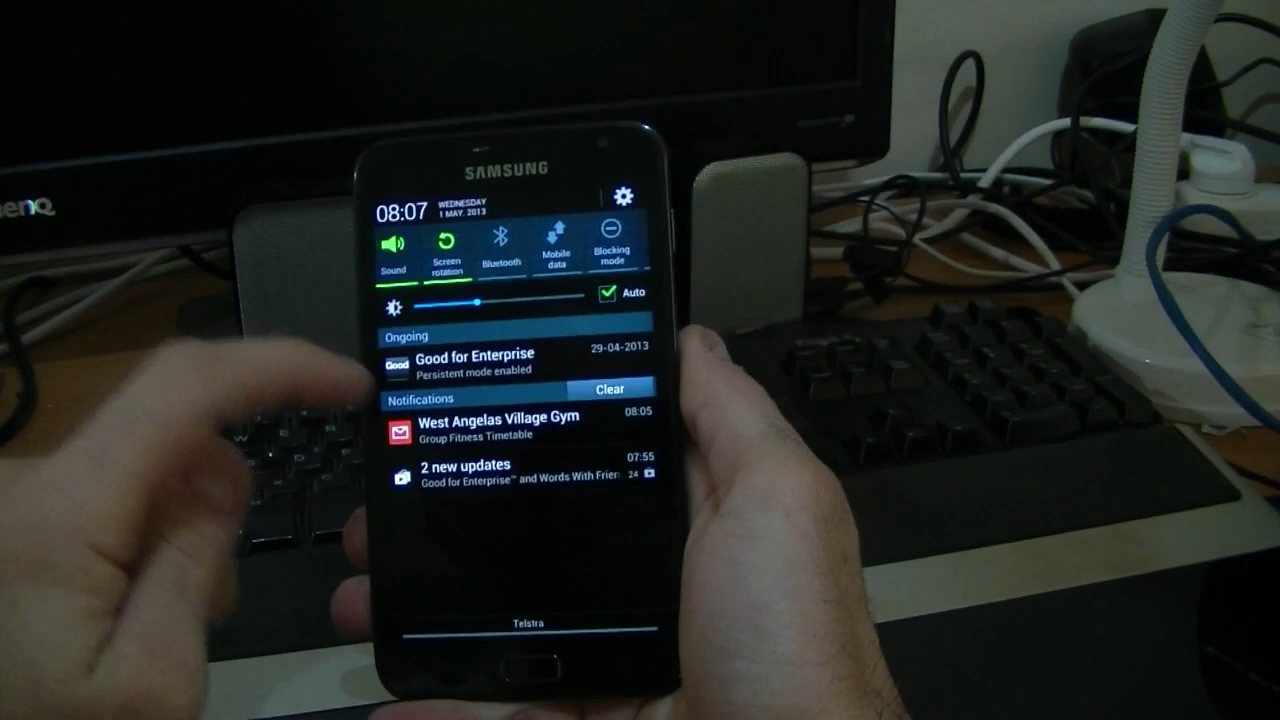 SAMSUNG
08:07
WEDNESDAY
1 MAY. 2013
Sound
Screen rotation
Bluetooth
Mobile data
Blocking mode
Auto
Ongoing
Good
Good for Enterprise
29-04-2013
Persistent mode enabled
Notifications
Clear
West Angelas Village Gym
08:05
Group Fitness Timetable
2 new updates
07:55
Good for Enterprise™ and Words With Frien
24
Telstra
enQ